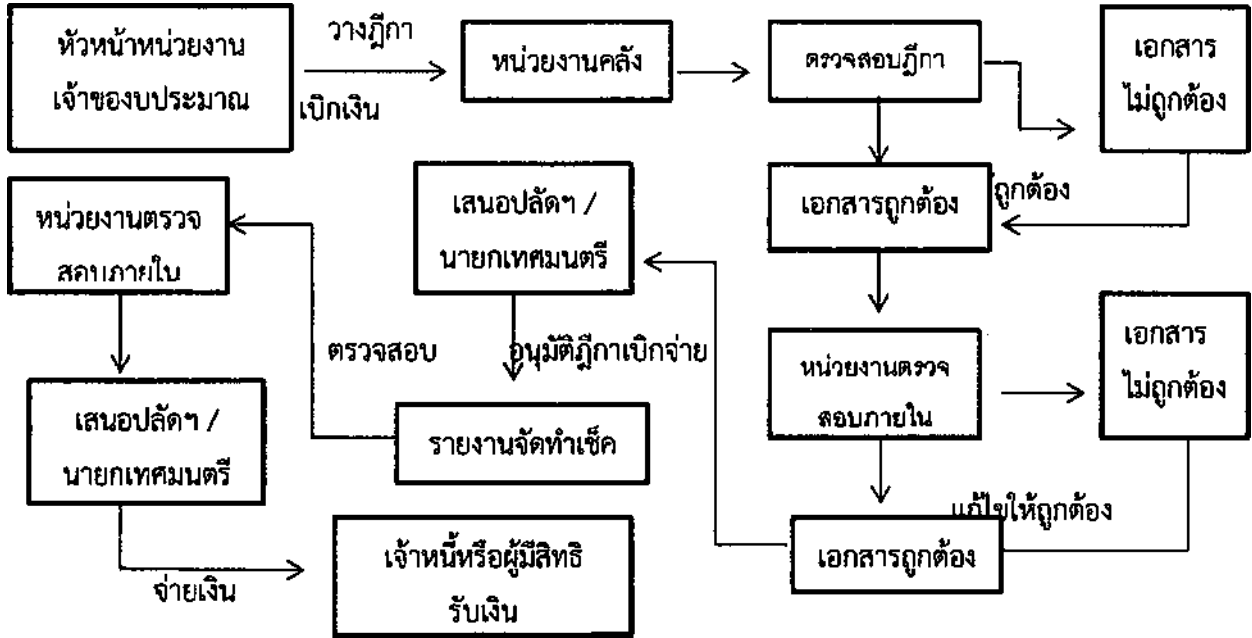 หัวหน้าหน่วยงาน
เจ้าของบประมาณ
วางฎีกา
เบิกเงิน
หน่วยงานคลัง
ตรวจสอบฎีกา
เอกสาร
ไม่ถูกต้อง
เอกสารถูกต้อง
ถูกต้อง
หน่วยงานตรวจ
สอบภายใน
เอกสาร
ไม่ถูกต้อง
แก้ไขให้ถูกต้อง
เอกสารถูกต้อง
เสนอปลัดฯ /
นายกเทศมนตรี
อนุมัติฎีกาเบิกจ่าย
รายงานจัดทำเช็ค
ตรวจสอบ
หน่วยงานตรวจ
สอบภายใน
เสนอปลัดฯ /
นายกเทศมนตรี
จ่ายเงิน
เจ้าหนี้หรือผู้มีสิทธิ
รับเงิน